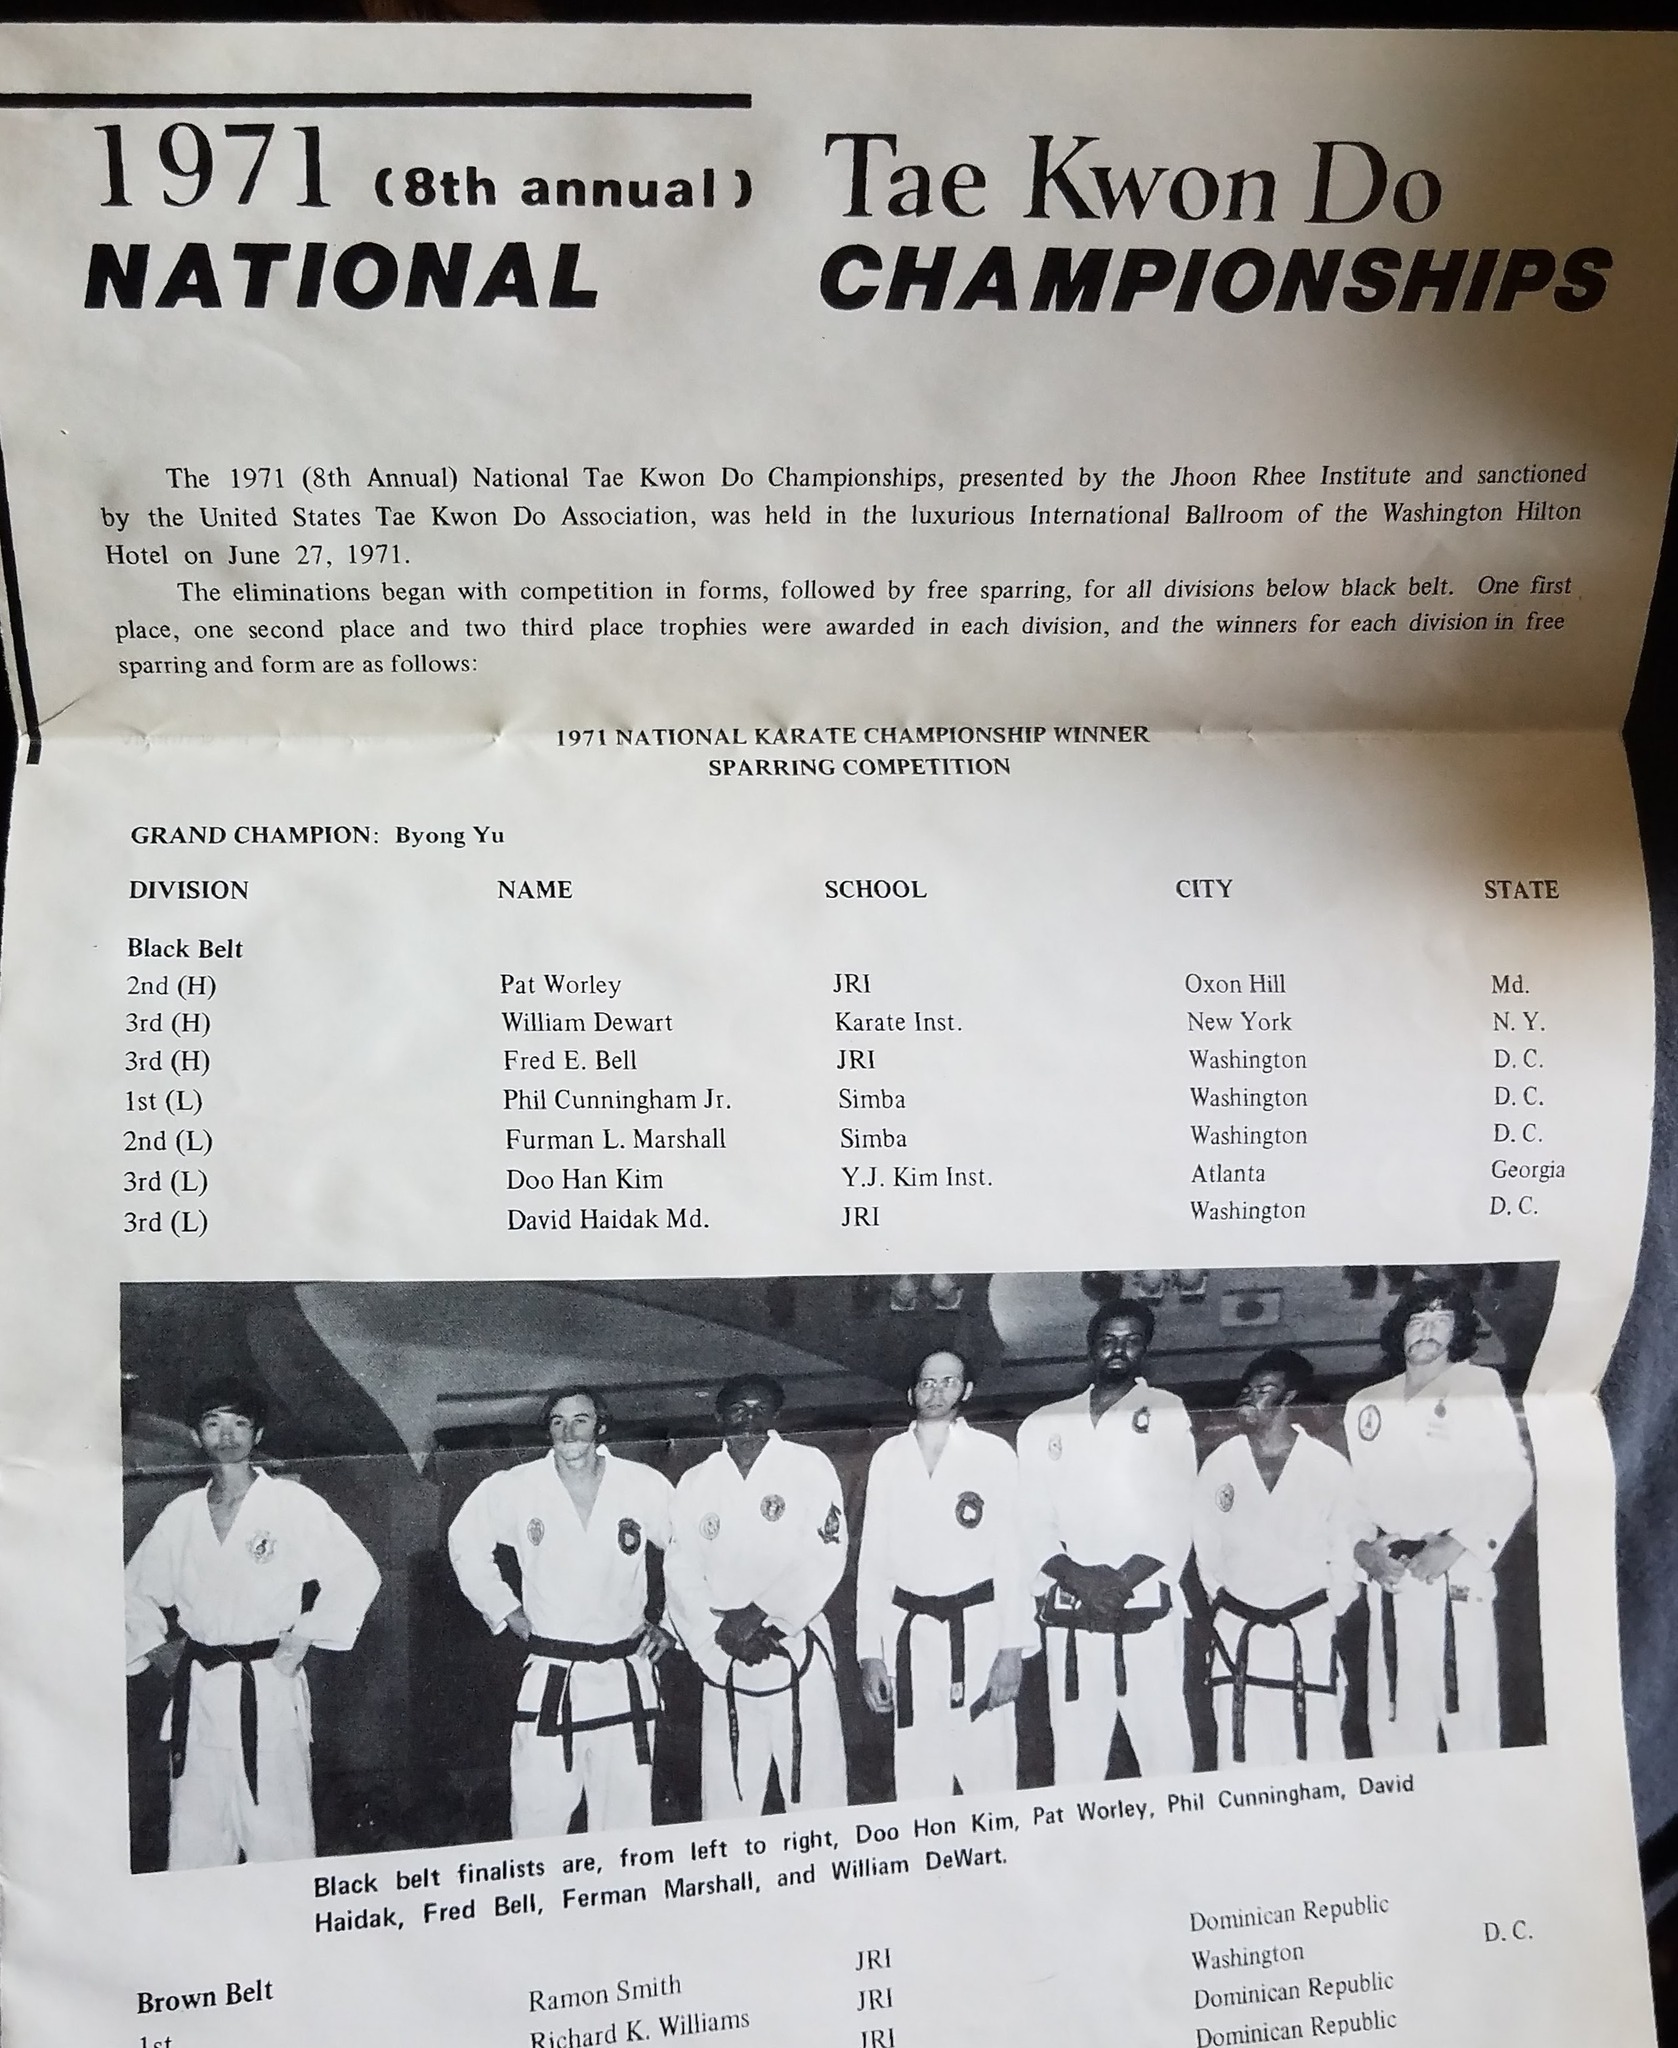 1971 (8th annual) Tae Kwon Do
NATIONAL CHAMPIONSHIPS
The 1971 (8th Annual) National Tae Kwon Do Championships, presented by the Jhoon Rhee Institute and sanctioned
by the United States Tae Kwon Do Association, was held in the luxurious International Ballroom of the Washington Hilton
Hotel on June 27, 1971.
The eliminations began with competition in forms, followed by free sparring, for all divisions below black belt. One first
place, one second place and two third place trophies were awarded in each division, and the winners for each division in free
sparring and form are as follows:
1971 NATIONAL KARATE CHAMPIONSHIP WINNER
SPARRING COMPETITION
GRAND CHAMPION: Byong Yu
DIVISION NAME SCHOOL CITY STATE
Black Belt
2nd (H) Pat Worley JRI Oxon Hill Md.
3rd (H) William Dewart Karate Inst. New York N. Y.
3rd (H) Fred E. Bell JRI Washington D. C.
1st (L) Phil Cunningham Jr. Simba Washington D. C.
2nd (L) Furman L. Marshall Simba Washington D. C.
3rd (L) Doo Han Kim Y.J. Kim Inst. Atlanta Georgia
3rd (L) David Haidak Md. JRI Washington D. C.
Black belt finalists are, from left to right, Doo Hon Kim, Pat Worley, Phil Cunningham, David
Haidak, Fred Bell, Ferman Marshall, and William DeWart.
Brown Belt
1st Ramon Smith JRI Dominican Republic
Richard K. Williams JRI Washington D. C.
JRI Dominican Republic
Dominican Republic